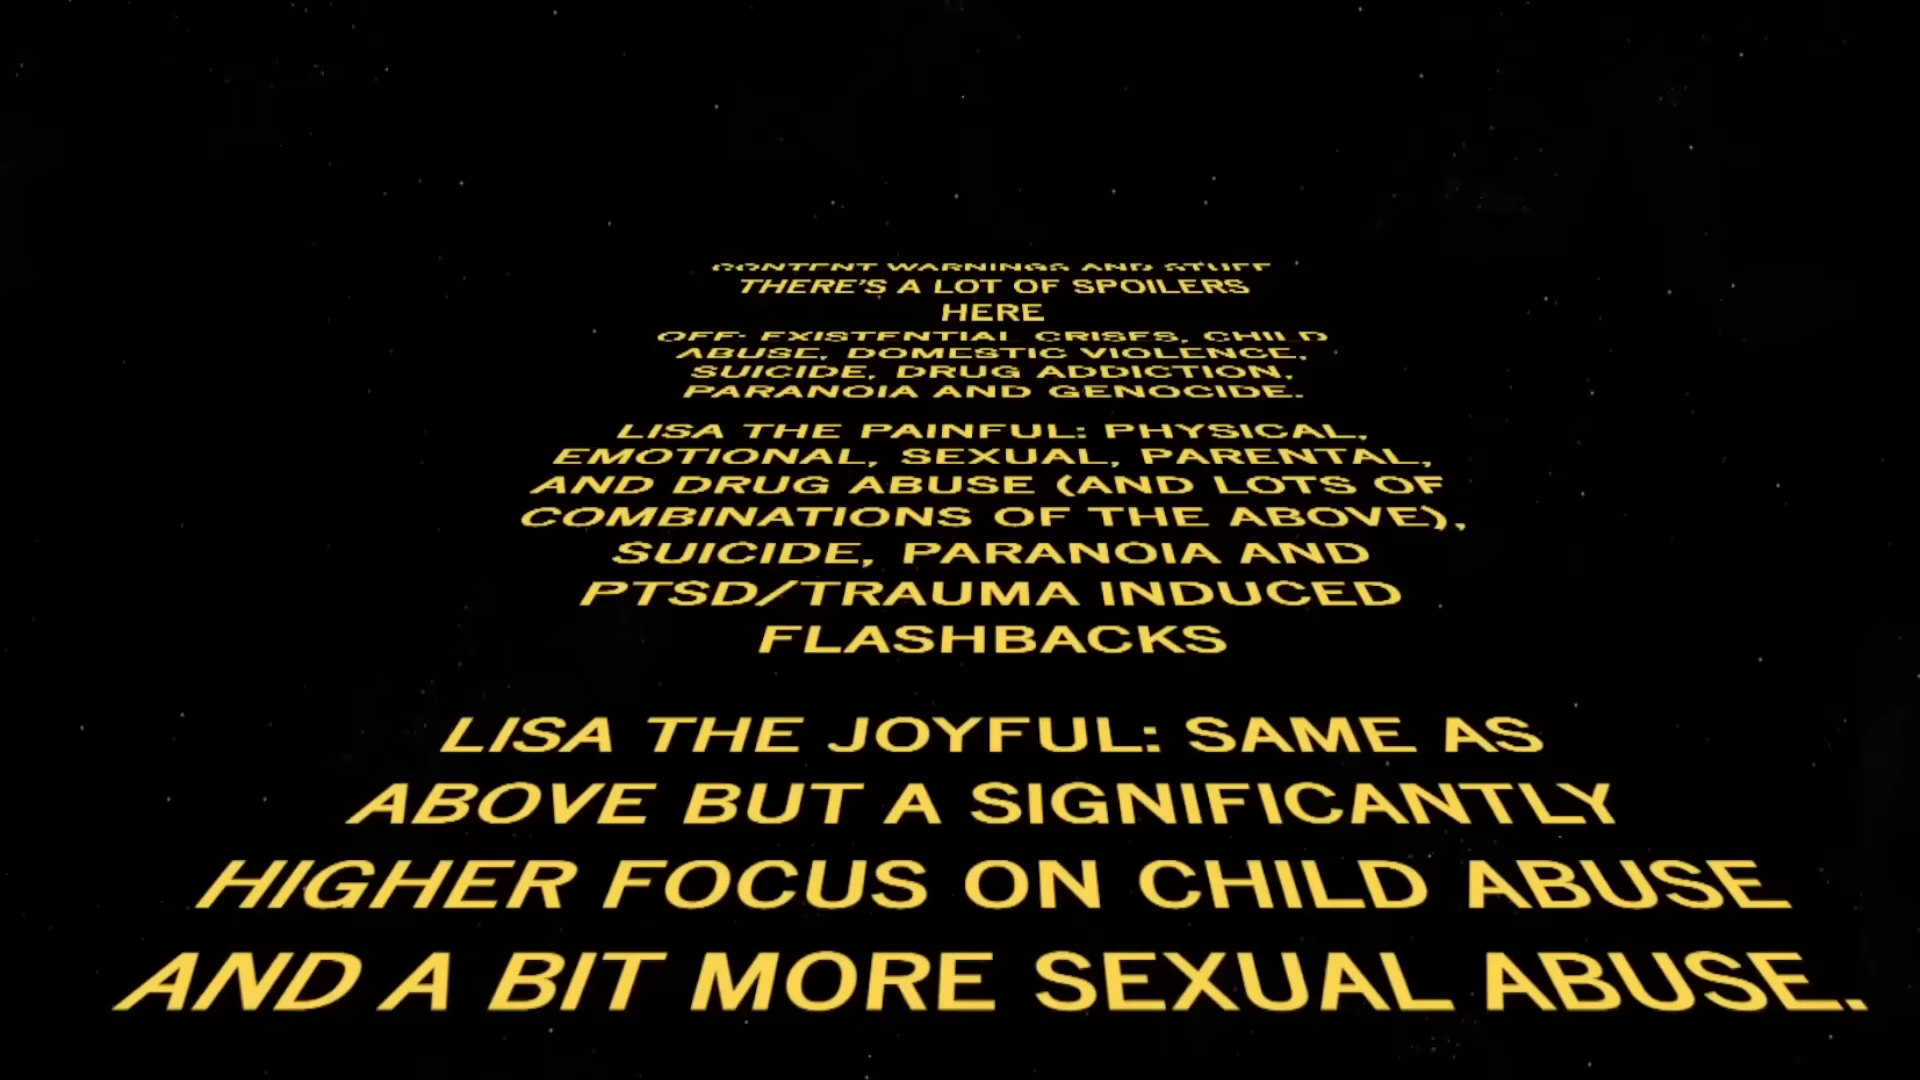 CONTENT WARNINGS AND STUFF
THERE'S A LOT OF SPOILERS
HERE
OFF: EXISTENTIAL CRISES, CHILD
ABUSE, DOMESTIC VIOLENCE,
SUICIDE, DRUG ADDICTION,
PARANOIA AND GENOCIDE.
LISA THE PAINFUL: PHYSICAL,
EMOTIONAL, SEXUAL, PARENTAL,
AND DRUG ABUSE (AND LOTS OF
COMBINATIONS OF THE ABOVE),
SUICIDE, PARANOIA AND
PTSD/TRAUMA INDUCED
FLASHBACKS
LISA THE JOYFUL: SAME AS
ABOVE BUT A SIGNIFICANTLY
HIGHER FOCUS ON CHILD ABUSE
AND A BIT MORE SEXUAL ABUSE.